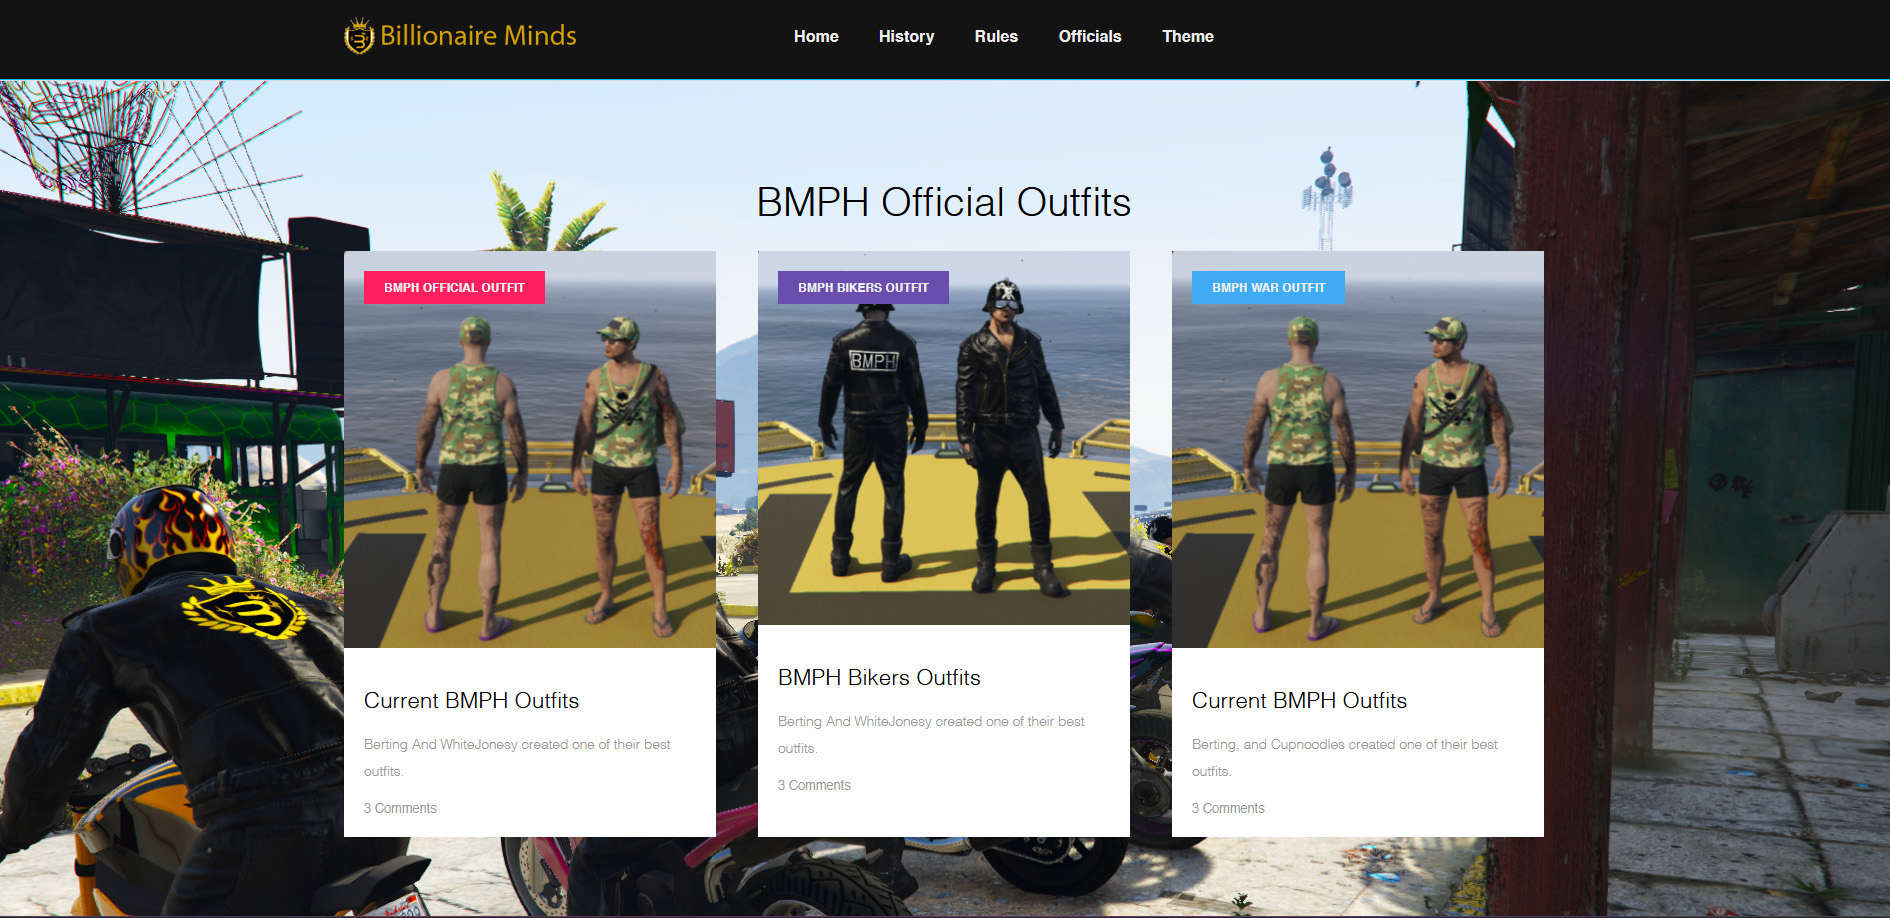 Billionaire Minds
Home History Rules Officials Theme
BMPH Official Outfits
BMPH OFFICIAL OUTFIT
Current BMPH Outfits
Berting And WhiteJonesy created one of their best
outfits.
3 Comments
BMPH BIKERS OUTFIT
BMPH
BMPH Bikers Outfits
Berting And WhiteJonesy created one of their best
outfits.
3 Comments
BMPH WAR OUTFIT
Current BMPH Outfits
Berting, and Cupnoodles created one of their best
outfits.
3 Comments